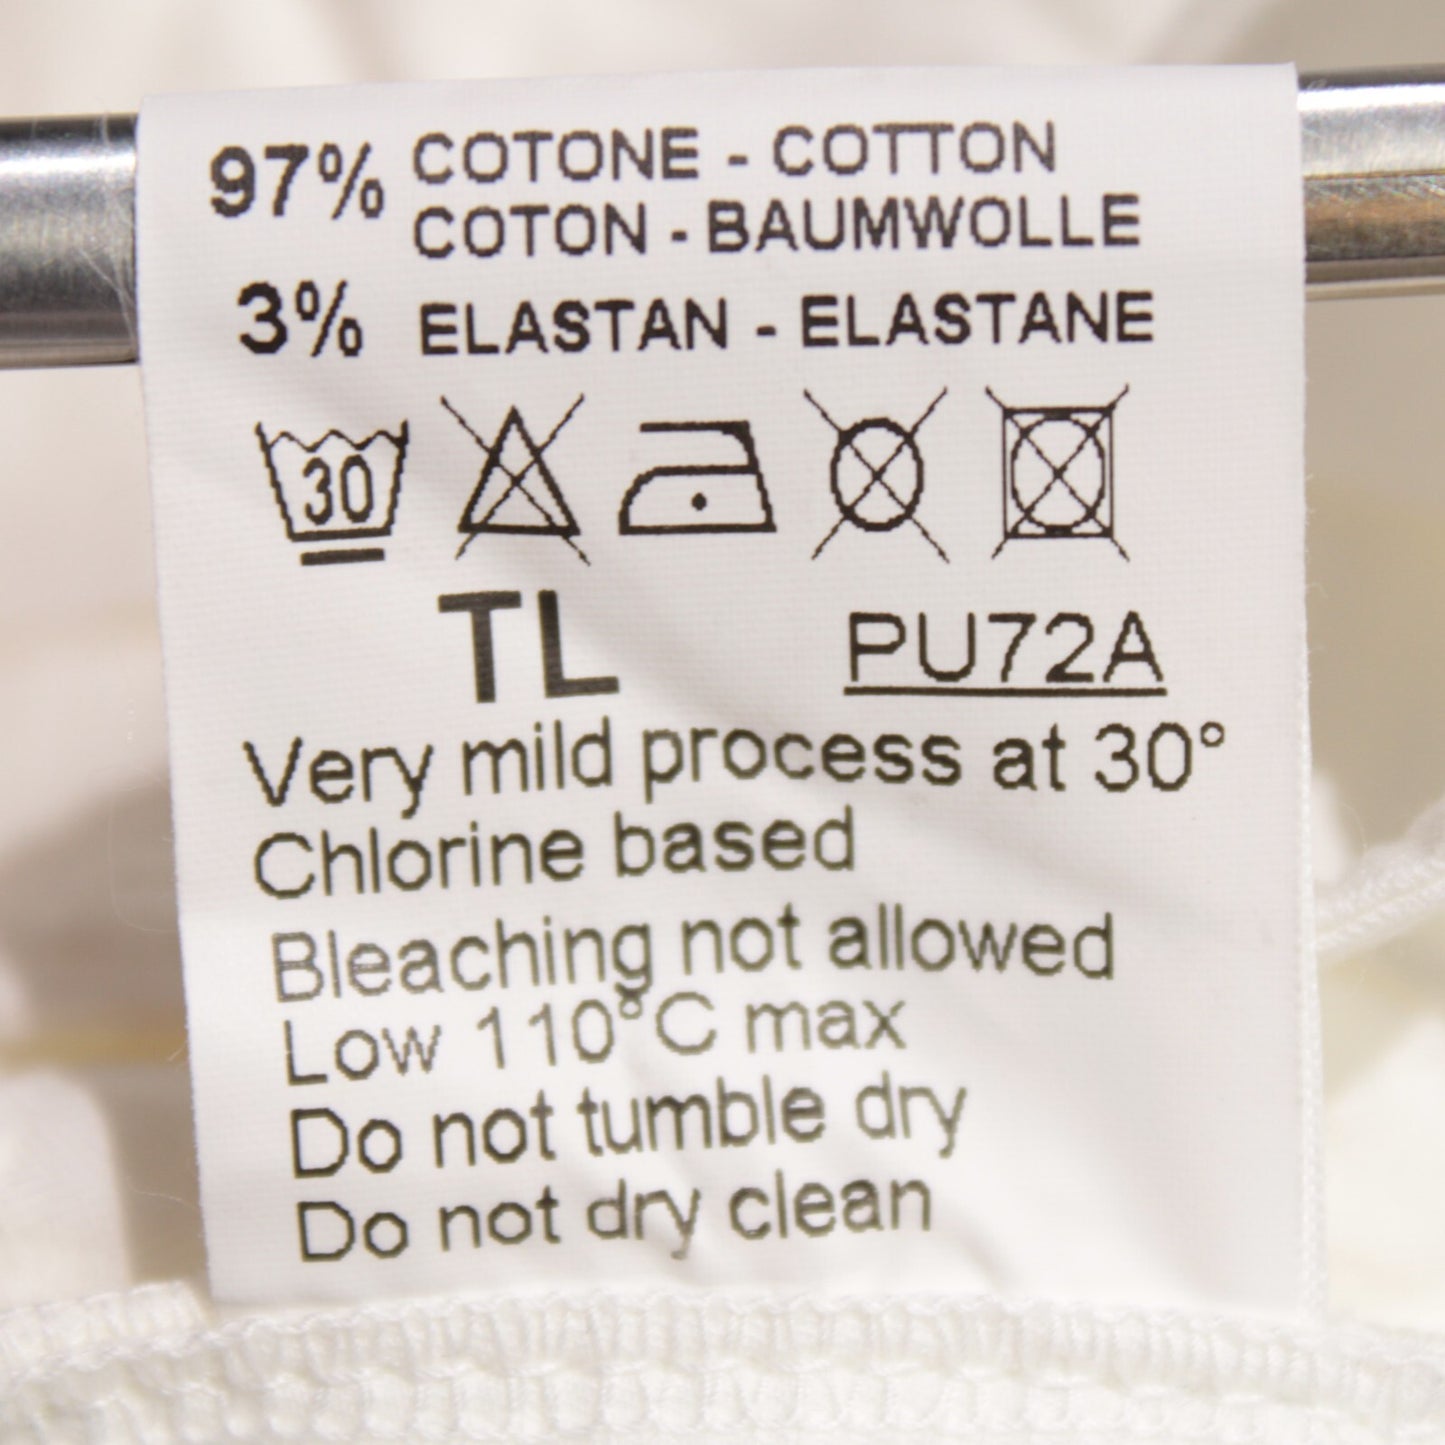 97% COTONE - COTTON
COTON - BAUMWOLLE
3% ELASTAN - ELASTANE
30
TL PU72A
Very mild process at 30°
Chlorine based
Bleaching not allowed
Low 110°C max
Do not tumble dry
Do not dry clean